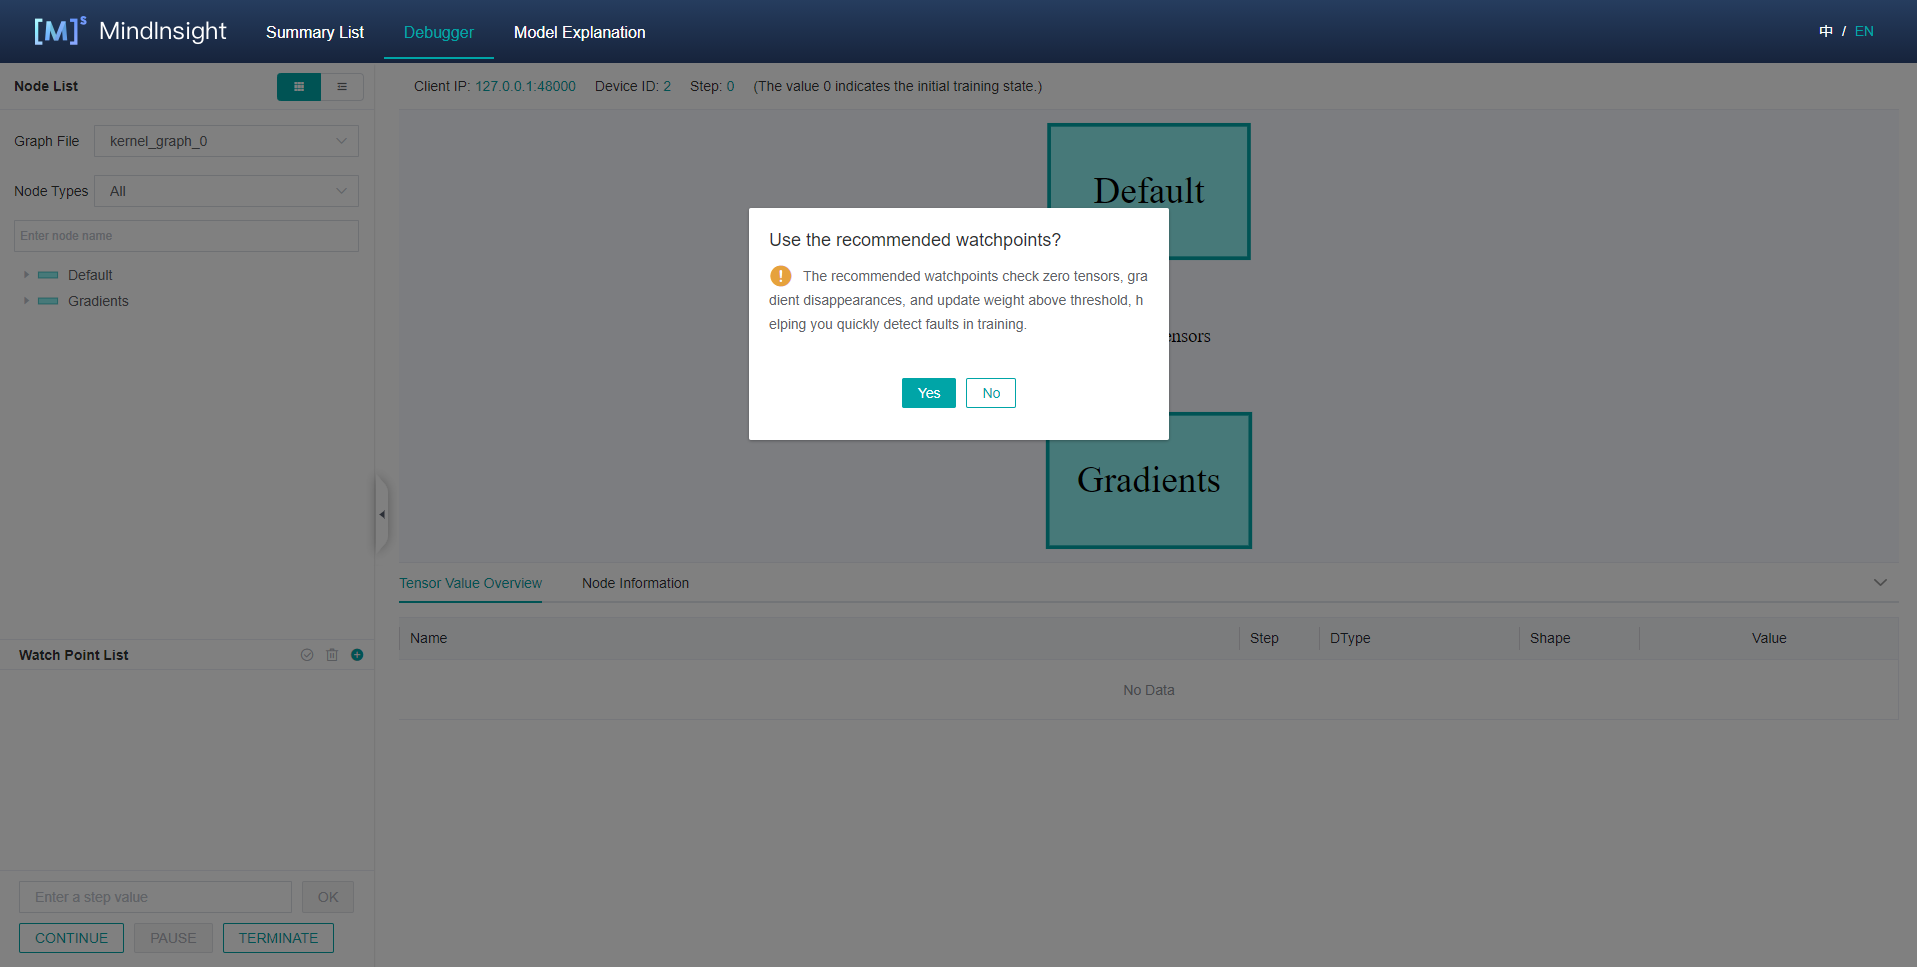 [M]s MindInsight Summary List Debugger Model Explanation 中 / EN
Node List
Client IP: 127.0.0.1:48000 Device ID: 2 Step: 0 (The value 0 indicates the initial training state.)
Graph File kernel_graph_0
Node Types All
Enter node name
Default
Gradients
Default
Use the recommended watchpoints?
The recommended watchpoints check zero tensors, gra
dient disappearances, and update weight above threshold, h
elping you quickly detect faults in training.
Yes No
ensors
Gradients
Tensor Value Overview Node Information
Name Step DType Shape Value
No Data
Watch Point List
Enter a step value OK
CONTINUE PAUSE TERMINATE